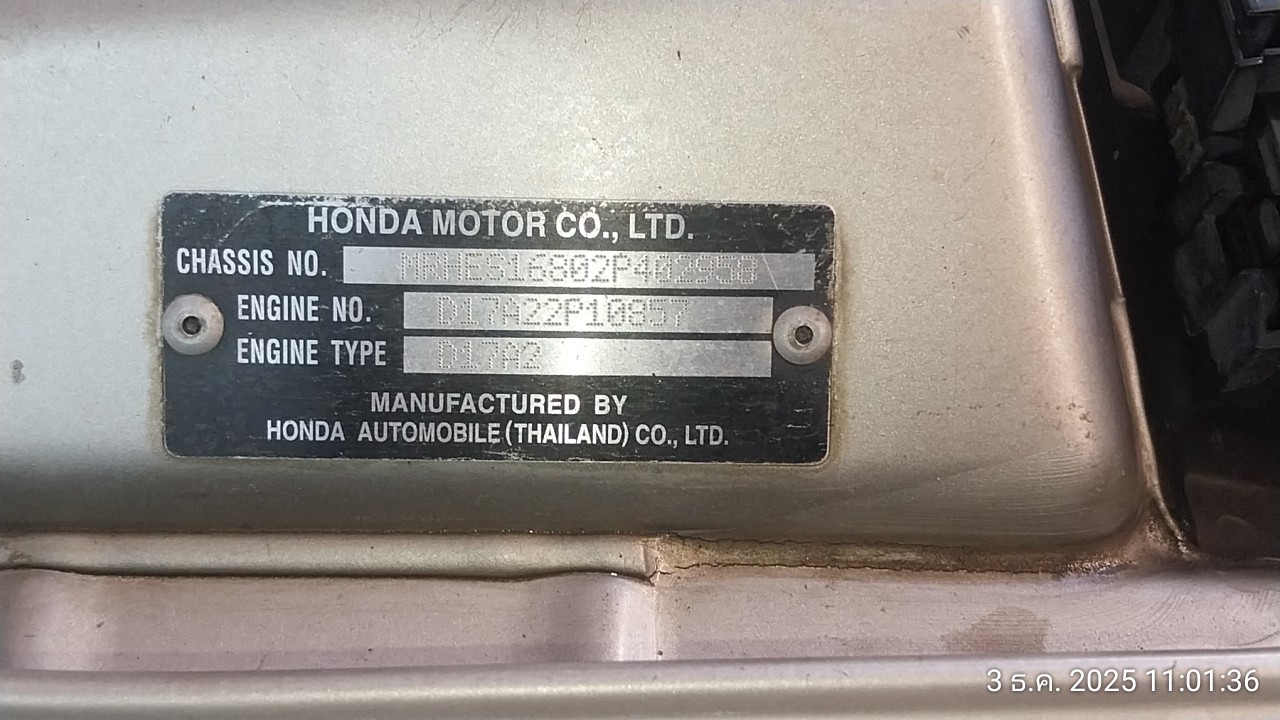 HONDA MOTOR CO., LTD.
CHASSIS NO. MRHES16802P402958
ENGINE NO. D17A22P10857
ENGINE TYPE D17A2
MANUFACTURED BY
HONDA AUTOMOBILE (THAILAND) CO., LTD.
3 ธ.ค. 2025 11:01:36